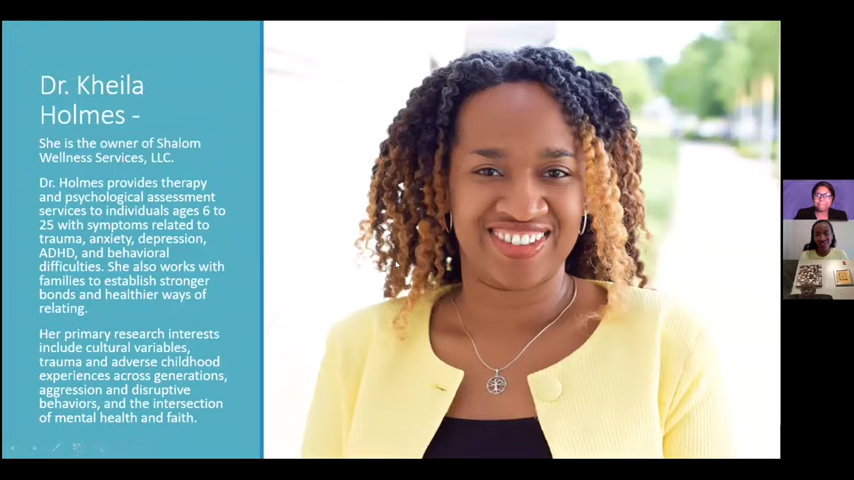 Dr. Kheila
Holmes -
She is the owner of Shalom
Wellness Services, LLC.
Dr. Holmes provides therapy
and psychological assessment
services to individuals ages 6 to
25 with symptoms related to
trauma, anxiety, depression,
ADHD, and behavioral
difficulties. She also works with
families to establish stronger
bonds and healthier ways of
relating.
Her primary research interests
include cultural variables,
trauma and adverse childhood
experiences across generations,
aggression and disruptive
behaviors, and the intersection
of mental health and faith.